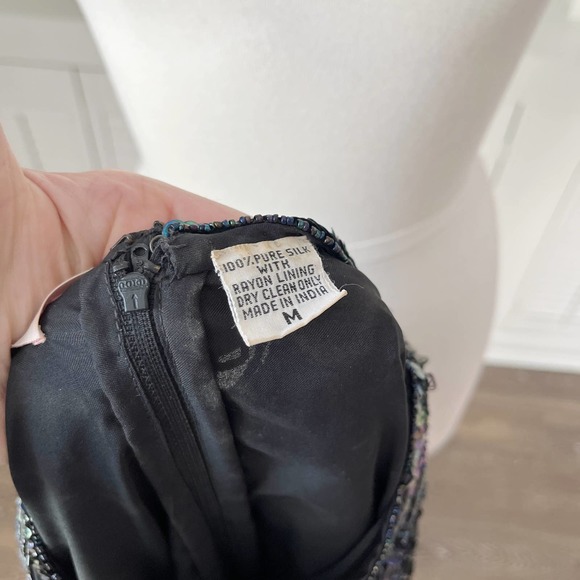 100% PURE SILK
WITH
RAYON LINING
DRY CLEAN ONLY
MADE IN INDIA
M